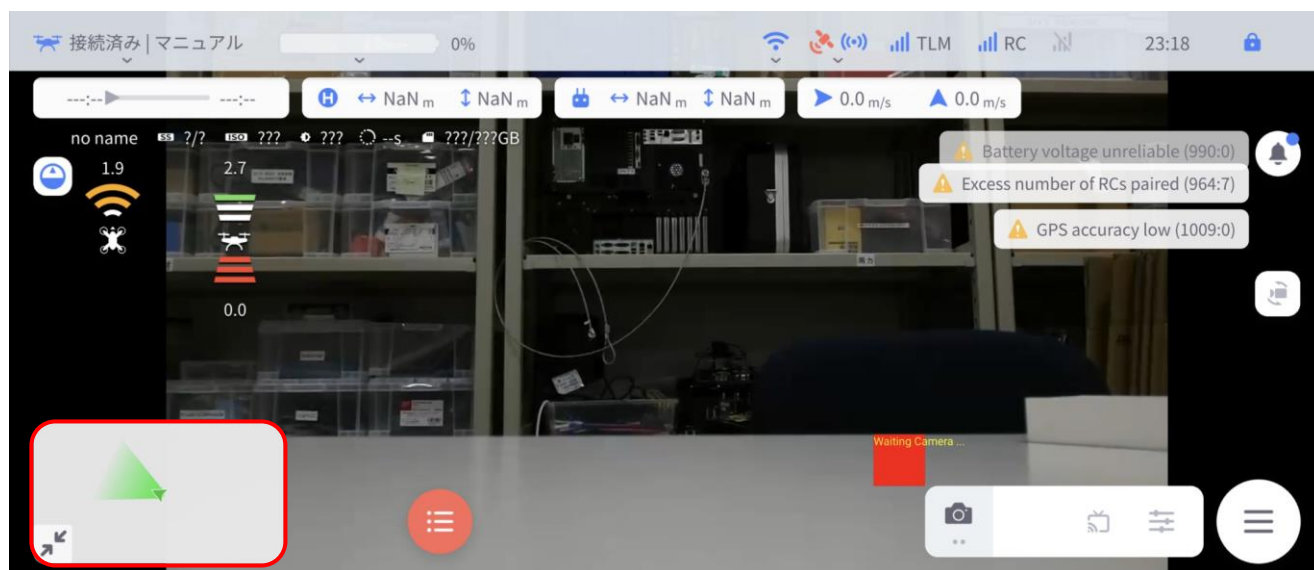 接続済み | マニュアル
0%
TLM
RC
23:18
---:--
---:--
H
NaN m
NaN m
NaN m
NaN m
0.0 m/s
0.0 m/s
no name
SS ?/?
ISO ???
???
--s
???/???GB
1.9
2.7
0.0
Battery voltage unreliable (990:0)
Excess number of RCs paired (964:7)
GPS accuracy low (1009:0)
Waiting Camera ...